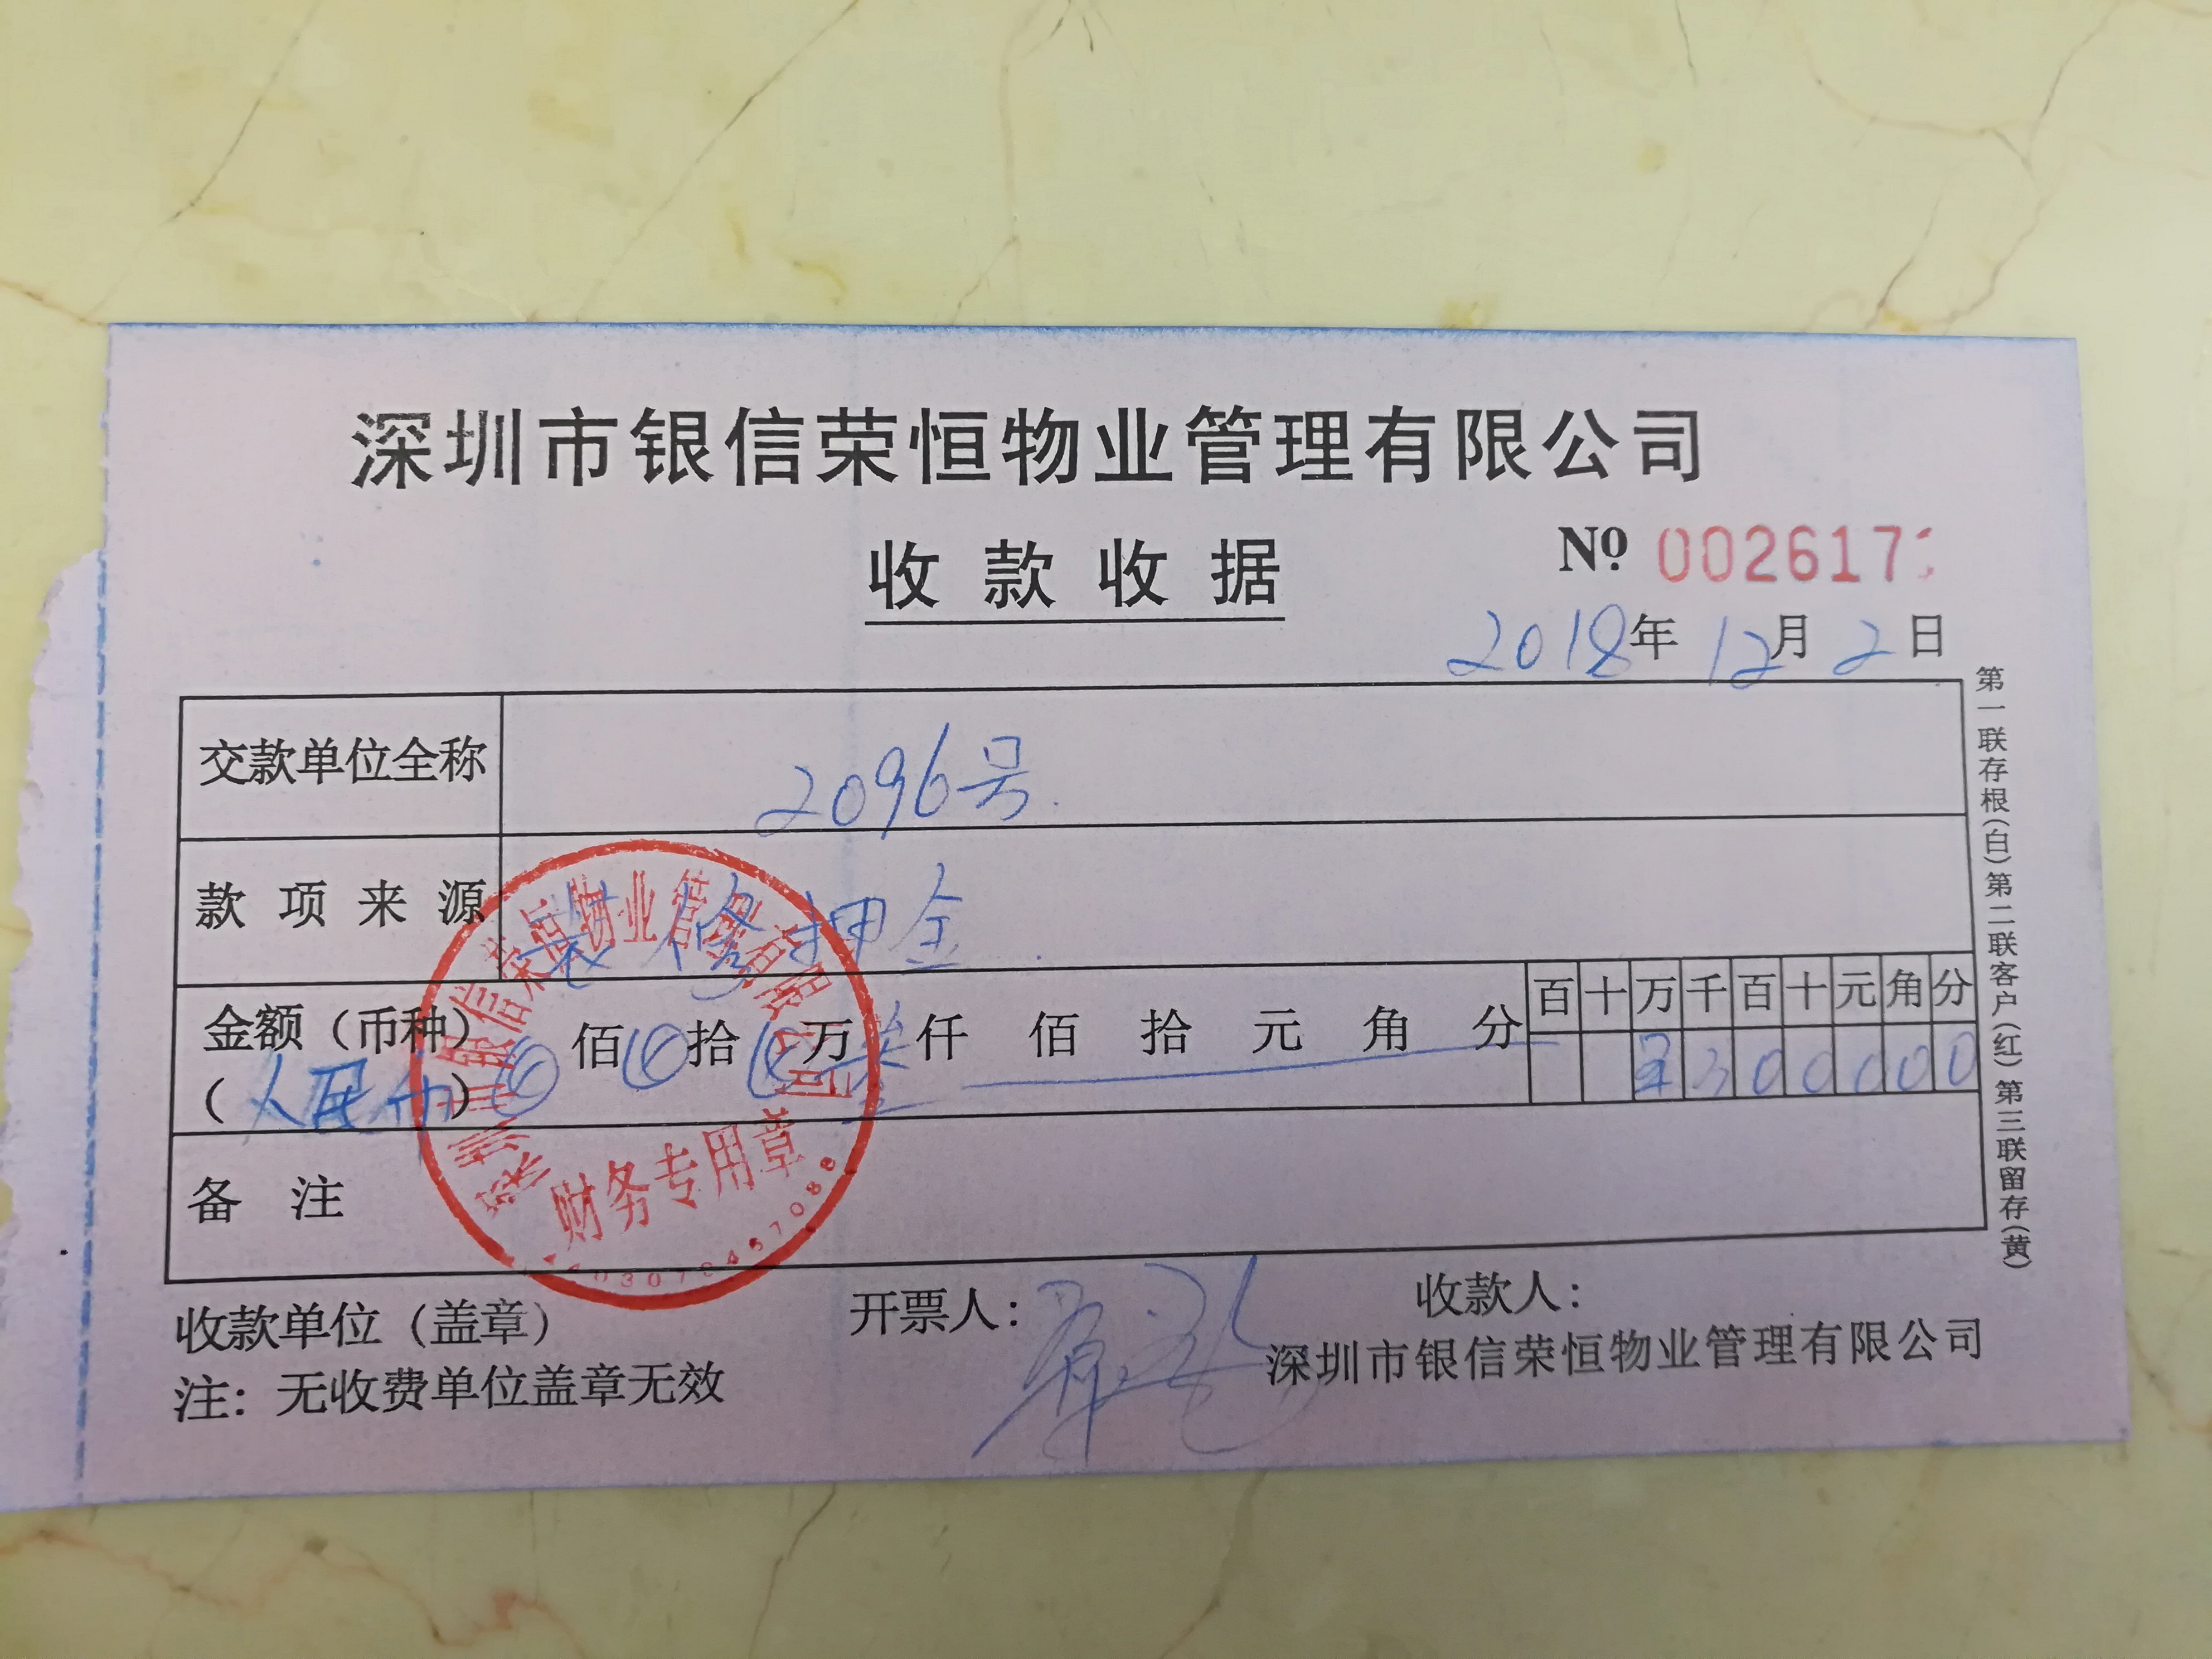 深圳市银信荣恒物业管理有限公司
收款收据
№ 0026173
2018年12月2日
交款单位全称 2096号
款项来源 装修押金
金额（币种） 佰 拾 万 叁仟 佰 拾 元 角 分 百 十 万 千 百 十 元 角 分
（人民币） ¥ 3 0 0 0 0 0
备注
深圳市银信荣恒物业管理有限公司
财务专用章
收款单位（盖章） 开票人： 收款人：
注：无收费单位盖章无效 深圳市银信荣恒物业管理有限公司
第一联存根（白）第二联客户（红）第三联留存（黄）